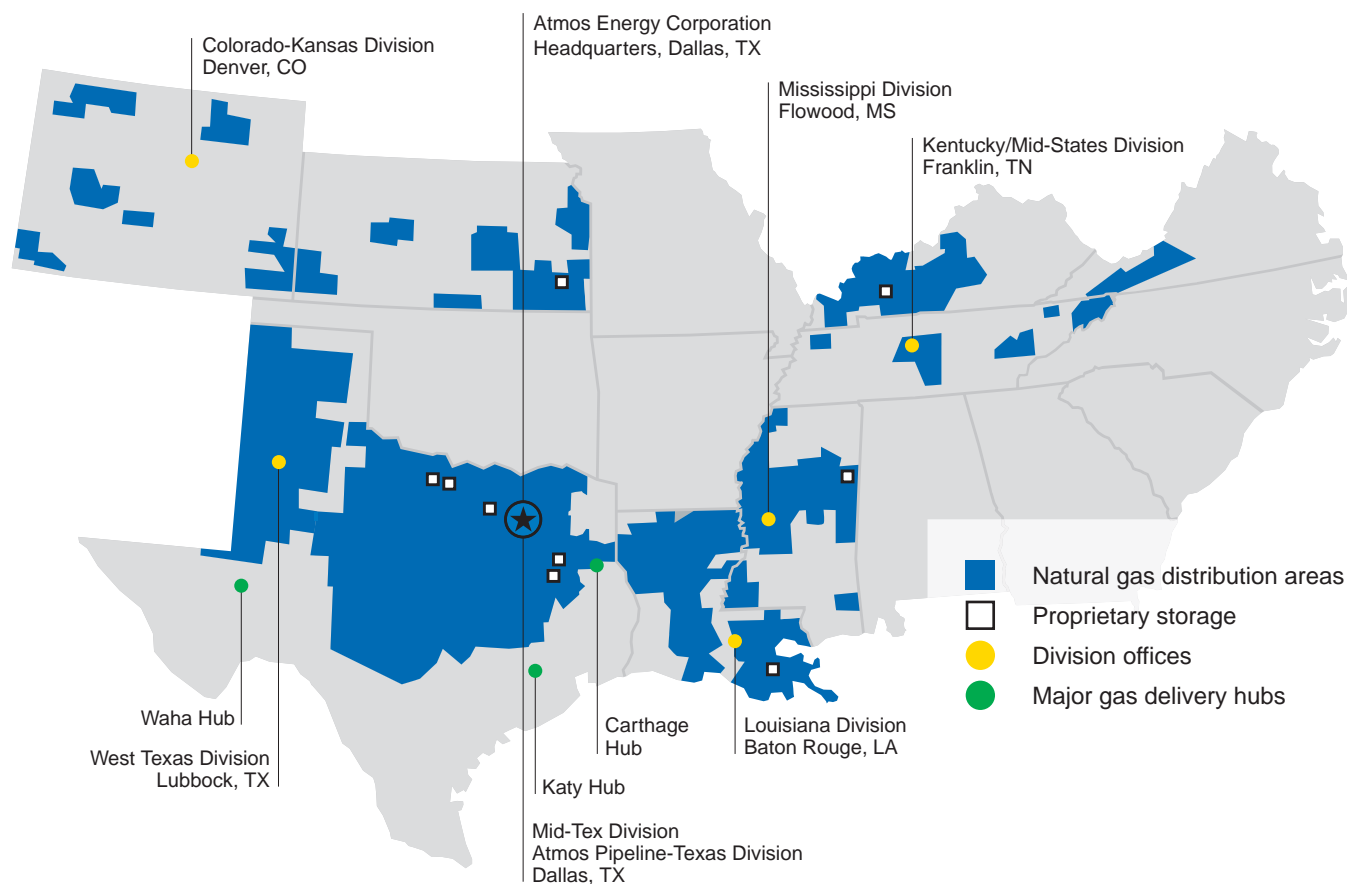 Atmos Energy Corporation
Headquarters, Dallas, TX
Colorado-Kansas Division
Denver, CO
Mississippi Division
Flowood, MS
Kentucky/Mid-States Division
Franklin, TN
Natural gas distribution areas
Proprietary storage
Division offices
Major gas delivery hubs
Waha Hub
West Texas Division
Lubbock, TX
Carthage
Hub
Louisiana Division
Baton Rouge, LA
Katy Hub
Mid-Tex Division
Atmos Pipeline-Texas Division
Dallas, TX